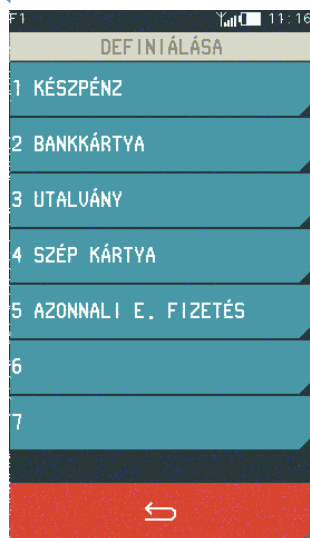 F1 11:16
DEFINIÁLÁSA
1 KÉSZPÉNZ
2 BANKKÁRTYA
3 UTALVÁNY
4 SZÉP KÁRTYA
5 AZONNALI E. FIZETÉS
6
7